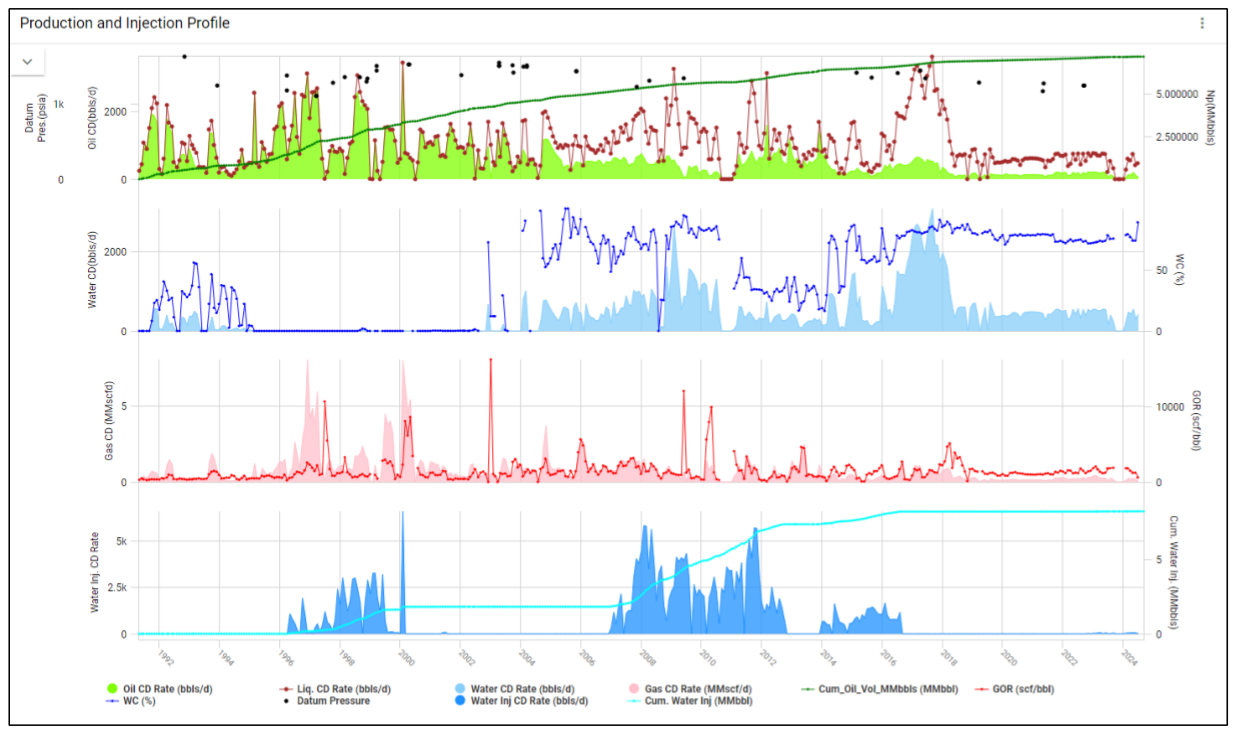 Production and Injection Profile
Datum Pres.(psia)
1k
0
Oil CD(bbls/d)
2000
0
5.000000
2.500000
Np(MMbbls)
Water CD(bbls/d)
2000
0
50
0
WC (%)
Gas CD (MMscfd)
5
0
10000
0
GOR (scf/bbl)
Water Inj. CD Rate
5k
2.5k
0
5
0
Cum. Water Inj. (MMbbls)
1992 1994 1996 1998 2000 2002 2004 2006 2008 2010 2012 2014 2016 2018 2020 2022 2024
Oil CD Rate (bbls/d) Liq. CD Rate (bbls/d) Water CD Rate (bbls/d) Gas CD Rate (MMscf/d) Cum_Oil_Vol_MMbbls (MMbbl) GOR (scf/bbl)
WC (%) Datum Pressure Water Inj CD Rate (bbls/d) Cum. Water Inj (MMbbl)